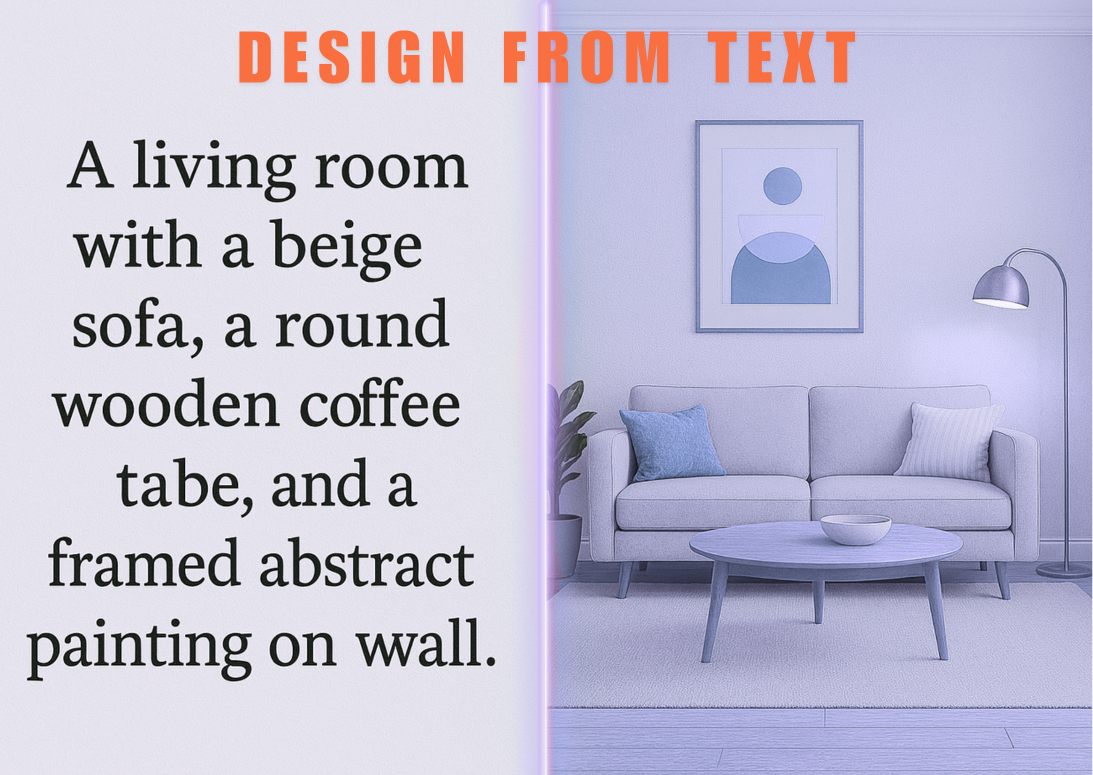 DESIGN FROM TEXT
A living room
with a beige
sofa, a round
wooden coffee
tabe, and a
framed abstract
painting on wall.